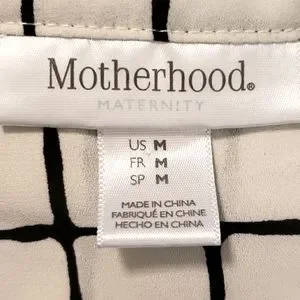 Motherhood®
MATERNITY
US M
FR M
SP M
MADE IN CHINA
FABRIQUÉ EN CHINE
HECHO EN CHINA